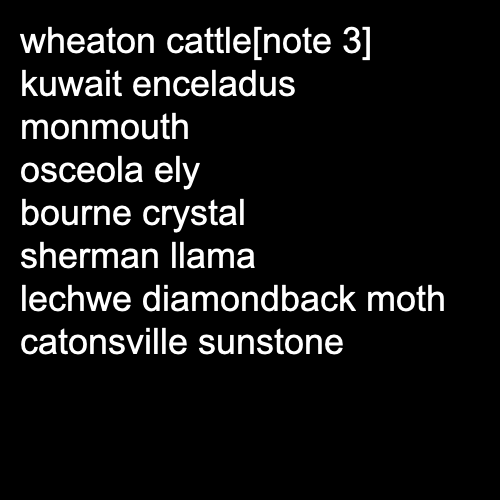 wheaton cattle[note 3]
kuwait enceladus
monmouth
osceola ely
bourne crystal
sherman llama
lechwe diamondback moth
catonsville sunstone